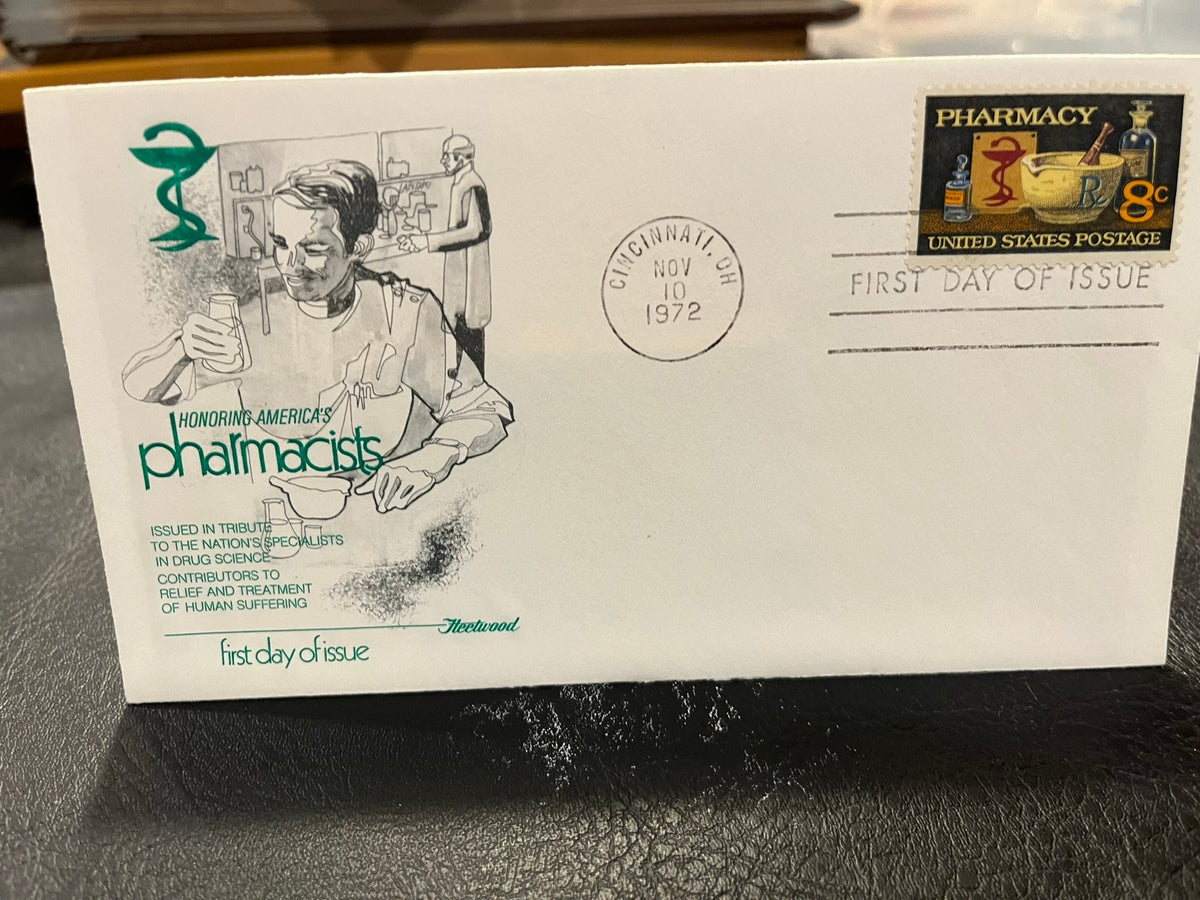 PHARMACY
Rx
8c
UNITED STATES POSTAGE
CINCINNATI, OH
NOV
10
1972
FIRST DAY OF ISSUE
HONORING AMERICA'S
pharmacists
ISSUED IN TRIBUTE
TO THE NATION'S SPECIALISTS
IN DRUG SCIENCE
CONTRIBUTORS TO
RELIEF AND TREATMENT
OF HUMAN SUFFERING
Fleetwood
first day of issue